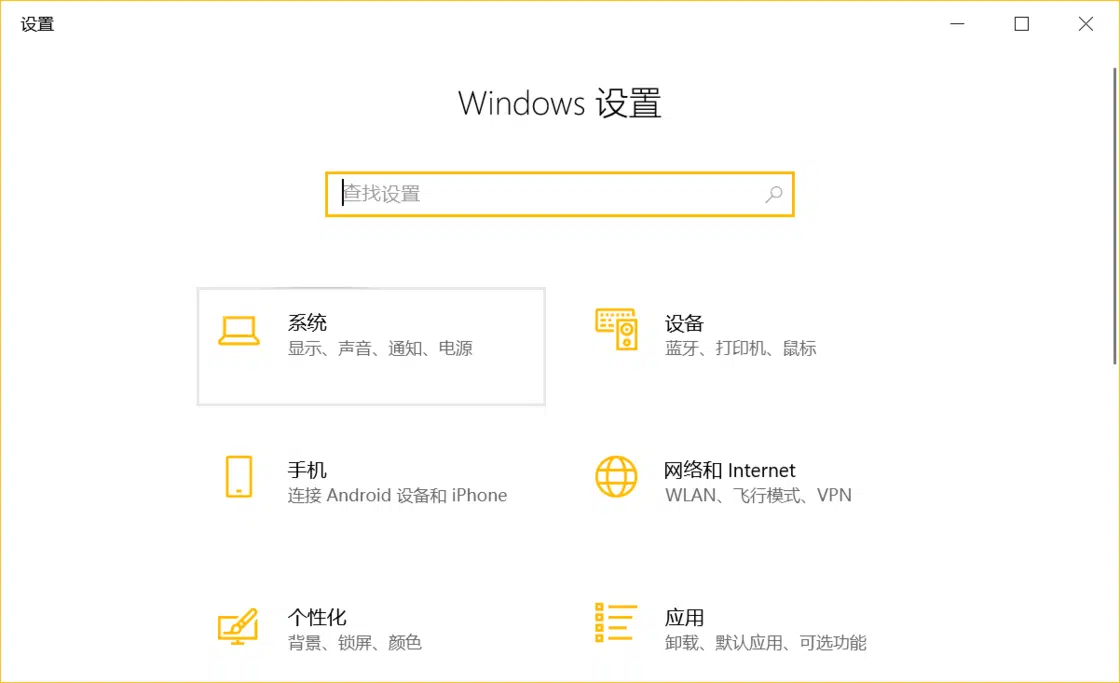 设置
Windows 设置
查找设置
系统
显示、声音、通知、电源
设备
蓝牙、打印机、鼠标
手机
连接 Android 设备和 iPhone
网络和 Internet
WLAN、飞行模式、VPN
个性化
背景、锁屏、颜色
应用
卸载、默认应用、可选功能